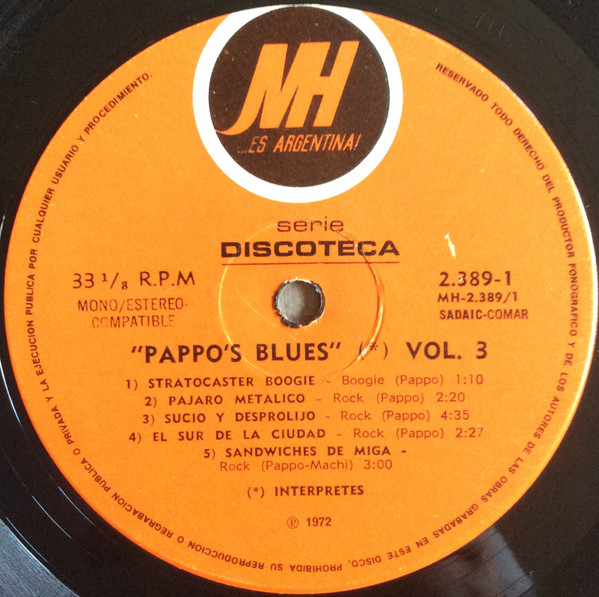 MH
...ES ARGENTINA!
serie
DISCOTECA
33 1/8 R.P.M
MONO/ESTEREO-
COMPATIBLE
2.389-1
MH-2.389/1
SADAIC-COMAR
"PAPPO'S BLUES" (*) VOL. 3
1) STRATOCASTER BOOGIE - Boogie (Pappo) 1:10
2) PAJARO METALICO - Rock (Pappo) 2:20
3) SUCIO Y DESPROLIJO - Rock (Pappo) 4:35
4) EL SUR DE LA CIUDAD - Rock (Pappo) 2:27
5) SANDWICHES DE MIGA -
Rock (Pappo-Machi) 3:00
(*) INTERPRETES
℗ 1972
RESERVADO TODO DERECHO DEL PRODUCTOR FONOGRAFICO Y DE LOS AUTORES DE LAS OBRAS GRABADAS EN ESTE DISCO, PROHIBIDA SU REPRODUCCION O REGRABACION PUBLICA O PRIVADA Y LA EJECUCION PUBLICA POR CUALQUIER USUARIO Y PROCEDIMIENTO.